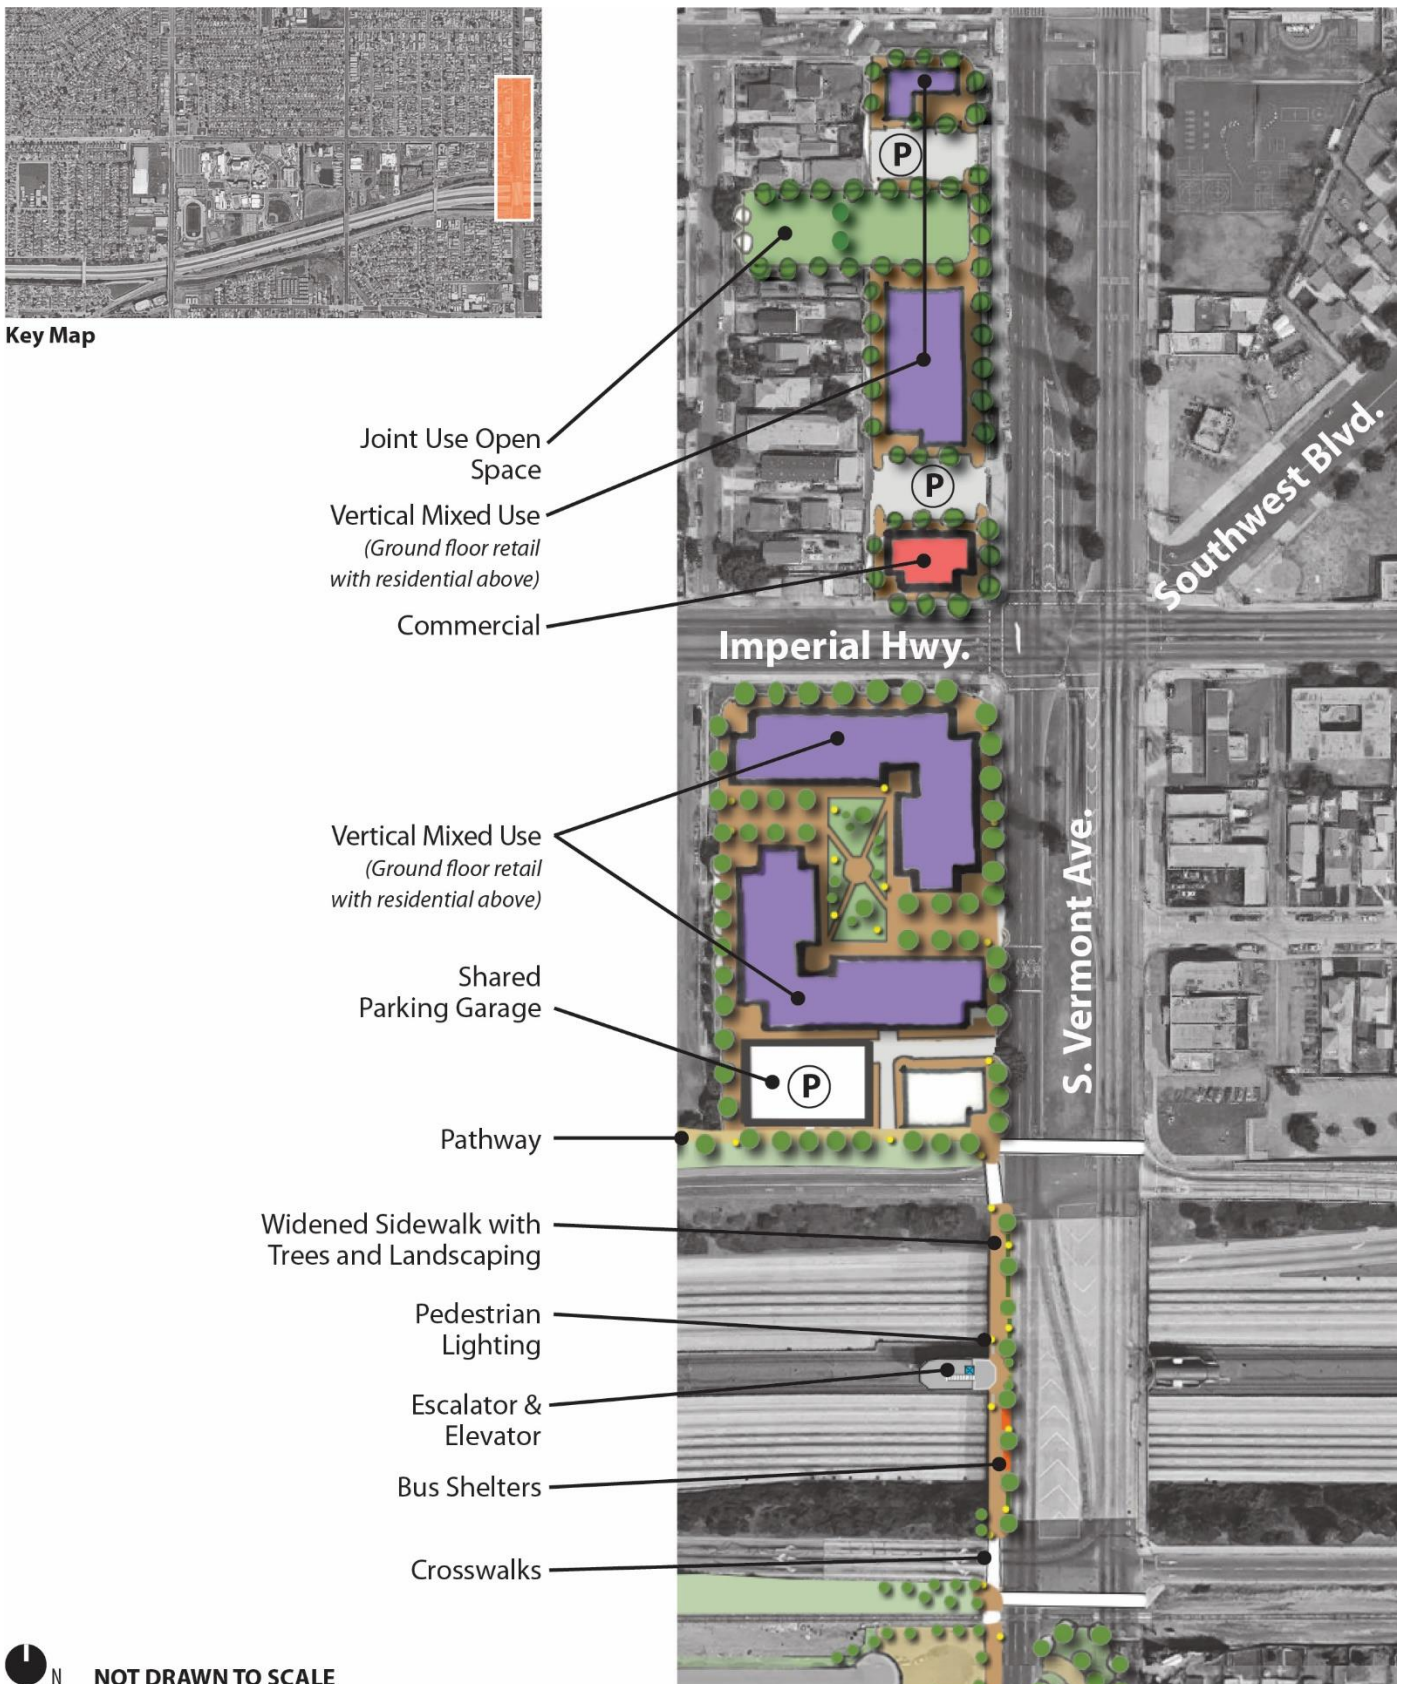 Key Map
P
Joint Use Open
Space
Vertical Mixed Use
(Ground floor retail
with residential above)
P
Commercial
Southwest Blvd.
Imperial Hwy.
Vertical Mixed Use
(Ground floor retail
with residential above)
S. Vermont Ave.
Shared
Parking Garage
P
Pathway
Widened Sidewalk with
Trees and Landscaping
Pedestrian
Lighting
Escalator &
Elevator
Bus Shelters
Crosswalks
N
NOT DRAWN TO SCALE